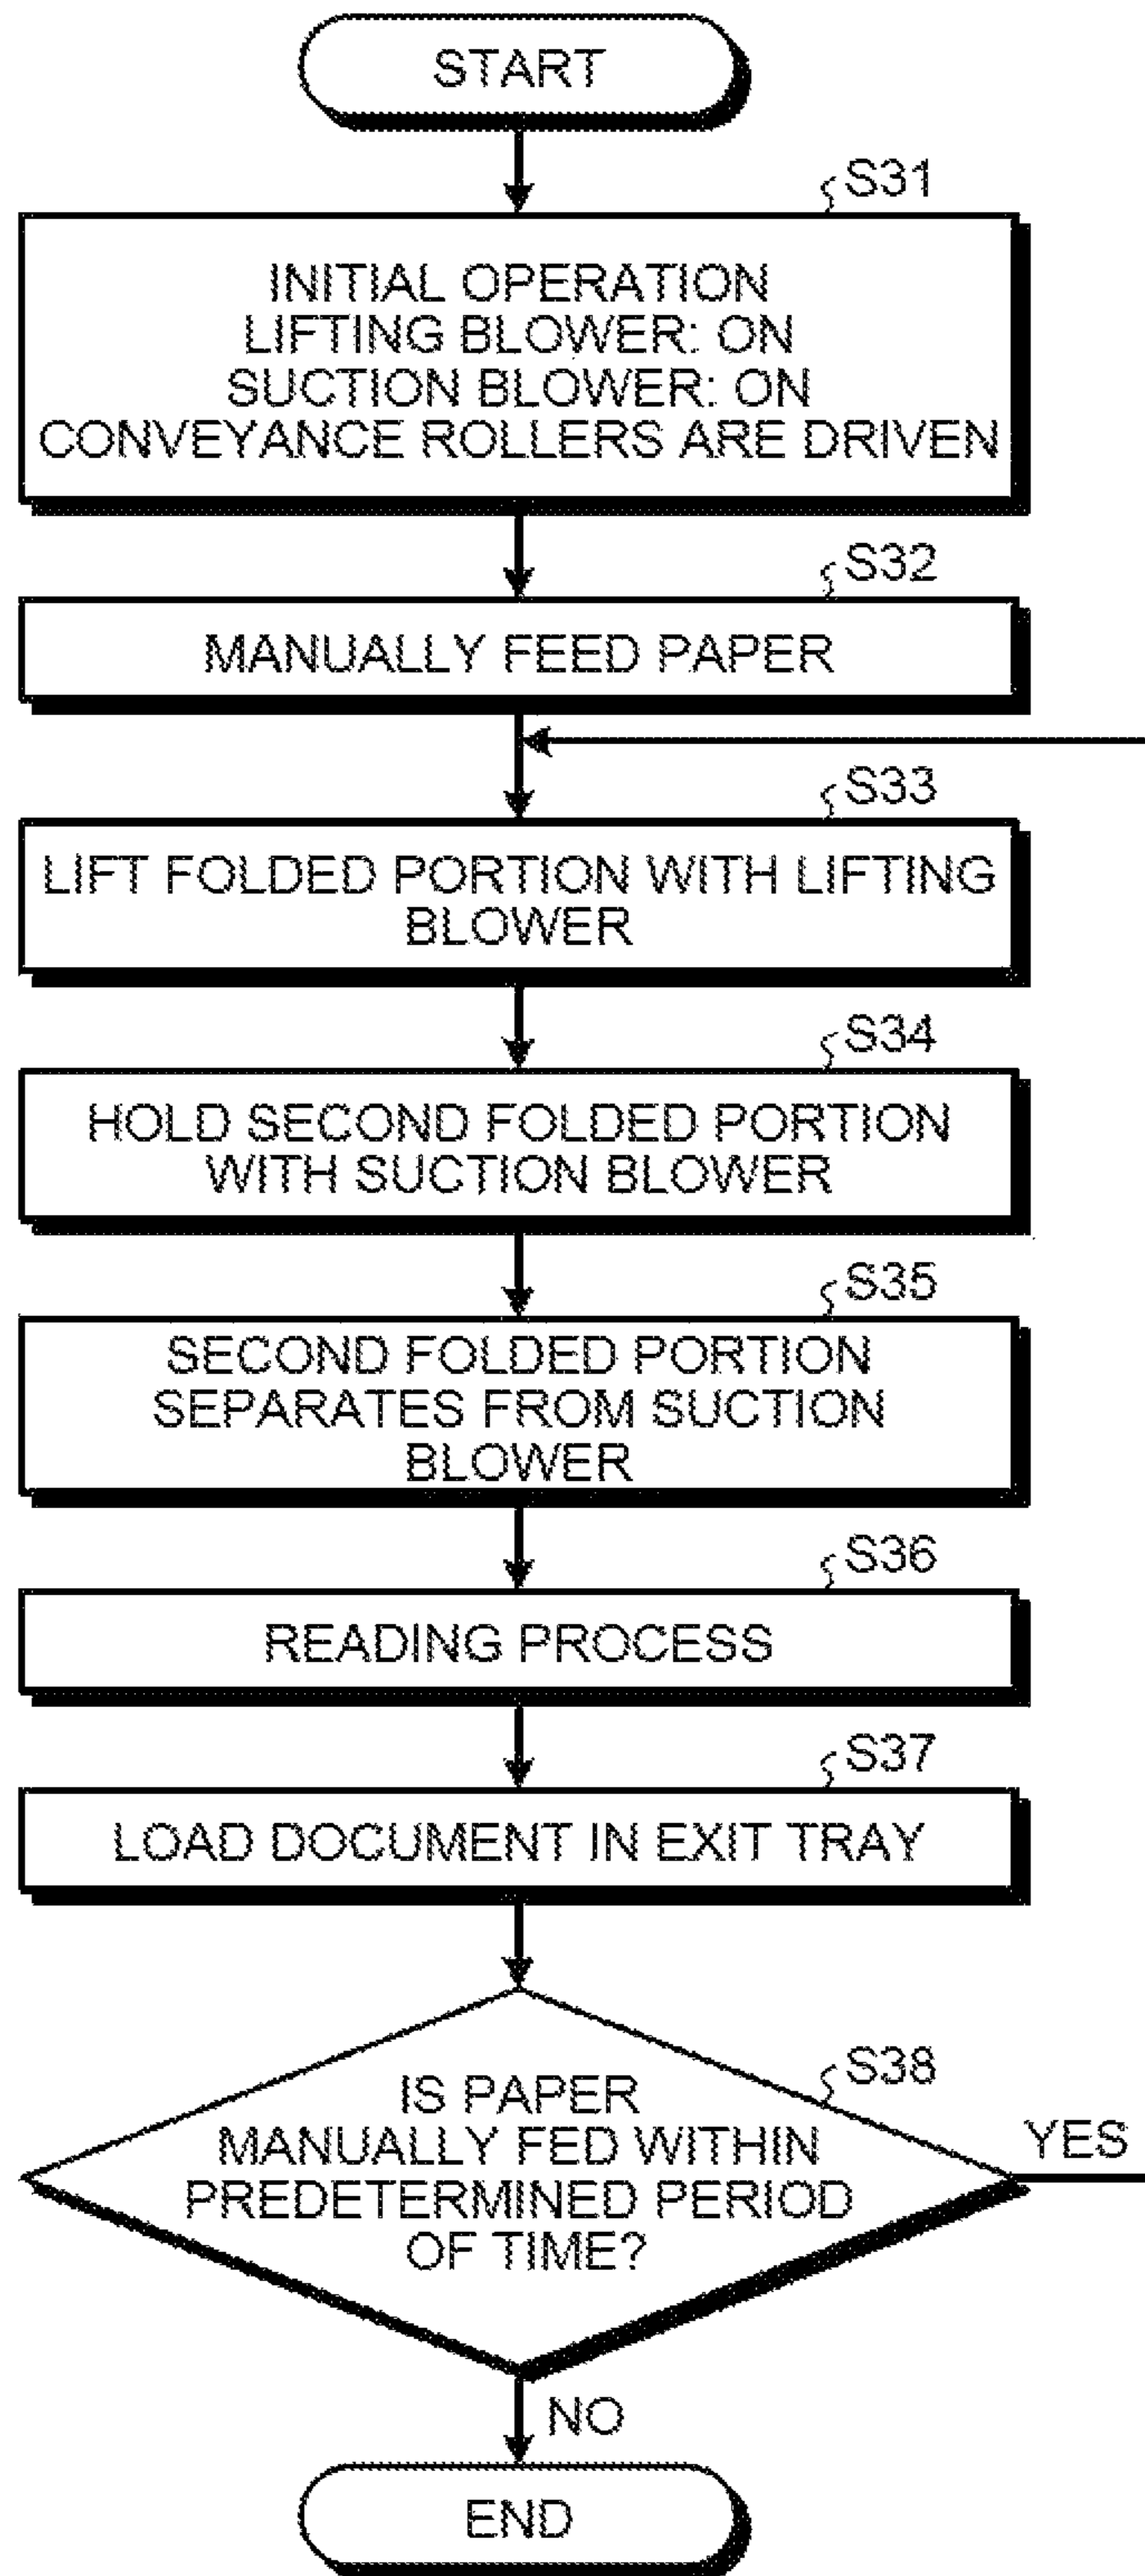 START
S31
INITIAL OPERATION
LIFTING BLOWER: ON
SUCTION BLOWER: ON
CONVEYANCE ROLLERS ARE DRIVEN
S32
MANUALLY FEED PAPER
S33
LIFT FOLDED PORTION WITH LIFTING
BLOWER
S34
HOLD SECOND FOLDED PORTION
WITH SUCTION BLOWER
S35
SECOND FOLDED PORTION
SEPARATES FROM SUCTION
BLOWER
S36
READING PROCESS
S37
LOAD DOCUMENT IN EXIT TRAY
S38
IS PAPER
MANUALLY FED WITHIN
PREDETERMINED PERIOD
OF TIME?
YES
NO
END